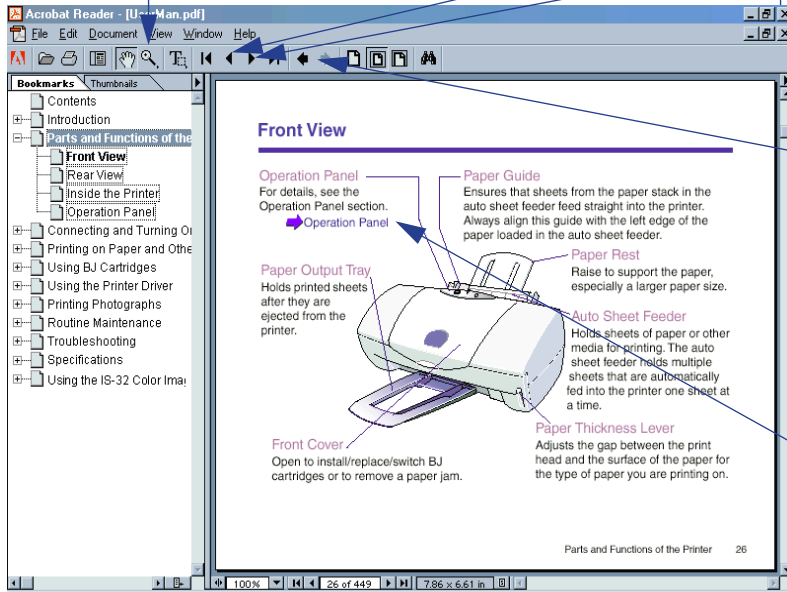 Acrobat Reader - [UserMan.pdf]
File Edit Document View Window Help
Bookmarks Thumbnails
Contents
Introduction
Parts and Functions of the
Front View
Rear View
Inside the Printer
Operation Panel
Connecting and Turning O
Printing on Paper and Othe
Using BJ Cartridges
Using the Printer Driver
Printing Photographs
Routine Maintenance
Troubleshooting
Specifications
Using the IS-32 Color Imag
Front View
Operation Panel
For details, see the
Operation Panel section.
Operation Panel
Paper Guide
Ensures that sheets from the paper stack in the
auto sheet feeder feed straight into the printer.
Always align this guide with the left edge of the
paper loaded in the auto sheet feeder.
Paper Rest
Raise to support the paper,
especially a larger paper size.
Paper Output Tray
Holds printed sheets
after they are
ejected from the
printer.
Auto Sheet Feeder
Holds sheets of paper or other
media for printing. The auto
sheet feeder holds multiple
sheets that are automatically
fed into the printer one sheet at
a time.
Paper Thickness Lever
Adjusts the gap between the print
head and the surface of the paper for
the type of paper you are printing on.
Front Cover
Open to install/replace/switch BJ
cartridges or to remove a paper jam.
Parts and Functions of the Printer 26
100% 26 of 449 7.86 x 6.61 in